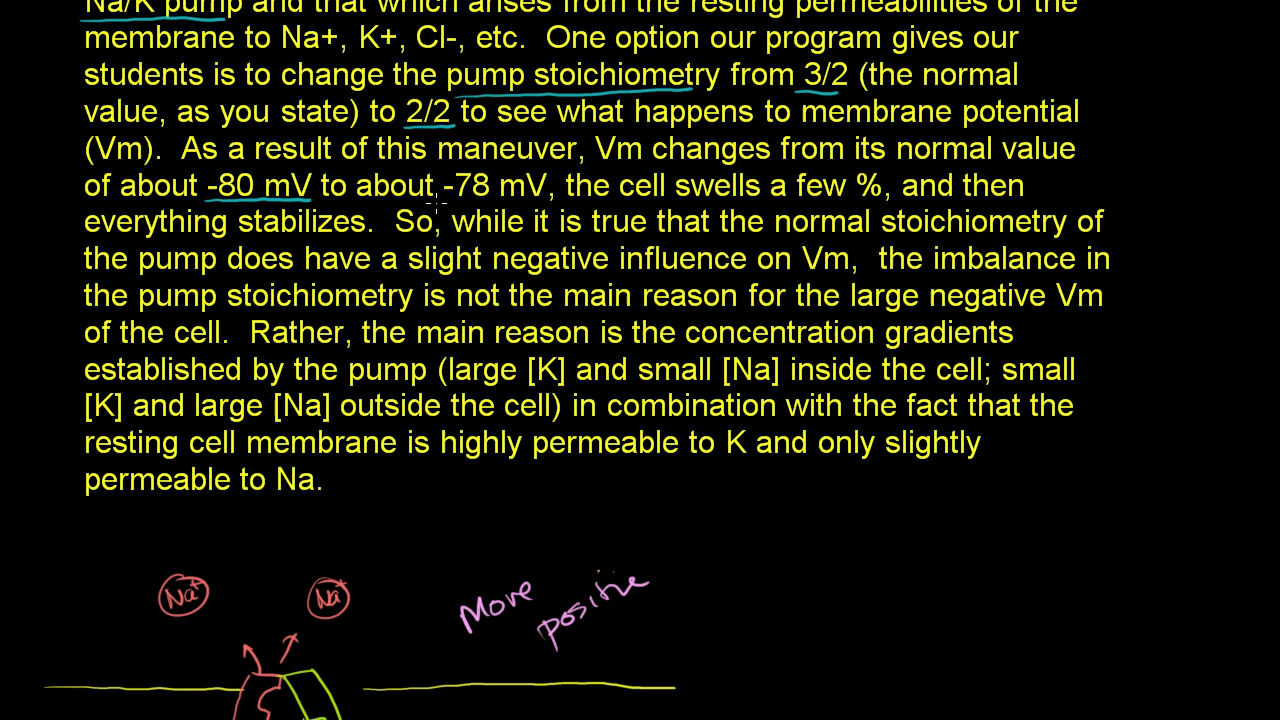 Na/K pump and that which arises from the resting permeabilities of the
membrane to Na+, K+, Cl-, etc.  One option our program gives our
students is to change the pump stoichiometry from 3/2 (the normal
value, as you state) to 2/2 to see what happens to membrane potential
(Vm).  As a result of this maneuver, Vm changes from its normal value
of about -80 mV to about -78 mV, the cell swells a few %, and then
everything stabilizes.  So, while it is true that the normal stoichiometry of
the pump does have a slight negative influence on Vm,  the imbalance in
the pump stoichiometry is not the main reason for the large negative Vm
of the cell.  Rather, the main reason is the concentration gradients
established by the pump (large [K] and small [Na] inside the cell; small
[K] and large [Na] outside the cell) in combination with the fact that the
resting cell membrane is highly permeable to K and only slightly
permeable to Na.
Na+ Na+ More
positive